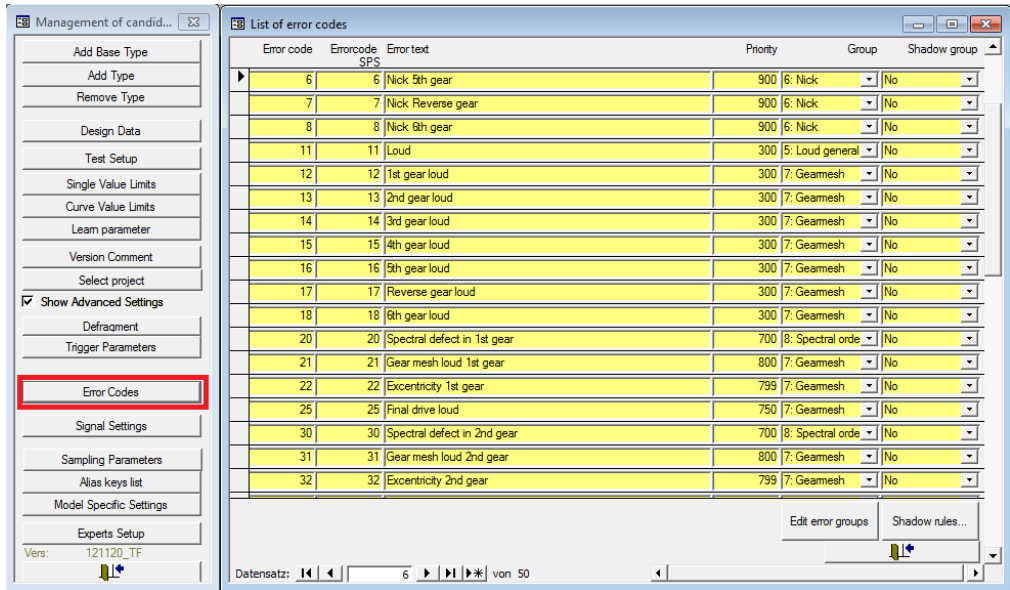 Management of candid...
Add Base Type
Add Type
Remove Type
Design Data
Test Setup
Single Value Limits
Curve Value Limits
Learn parameter
Version Comment
Select project
Show Advanced Settings
Defragment
Trigger Parameters
Error Codes
Signal Settings
Sampling Parameters
Alias keys list
Model Specific Settings
Experts Setup
Vers: 121120_TF
List of error codes
Error code Errorcode SPS Error text Priority Group Shadow group
6 6 Nick 5th gear 900 6: Nick No
7 7 Nick Reverse gear 900 6: Nick No
8 8 Nick 6th gear 900 6: Nick No
11 11 Loud 300 5: Loud general No
12 12 1st gear loud 300 7: Gearmesh No
13 13 2nd gear loud 300 7: Gearmesh No
14 14 3rd gear loud 300 7: Gearmesh No
15 15 4th gear loud 300 7: Gearmesh No
16 16 5th gear loud 300 7: Gearmesh No
17 17 Reverse gear loud 300 7: Gearmesh No
18 18 6th gear loud 300 7: Gearmesh No
20 20 Spectral defect in 1st gear 700 8: Spectral orde No
21 21 Gear mesh loud 1st gear 800 7: Gearmesh No
22 22 Excentricity 1st gear 799 7: Gearmesh No
25 25 Final drive loud 750 7: Gearmesh No
30 30 Spectral defect in 2nd gear 700 8: Spectral orde No
31 31 Gear mesh loud 2nd gear 800 7: Gearmesh No
32 32 Excentricity 2nd gear 799 7: Gearmesh No
Edit error groups Shadow rules...
Datensatz: 6 von 50